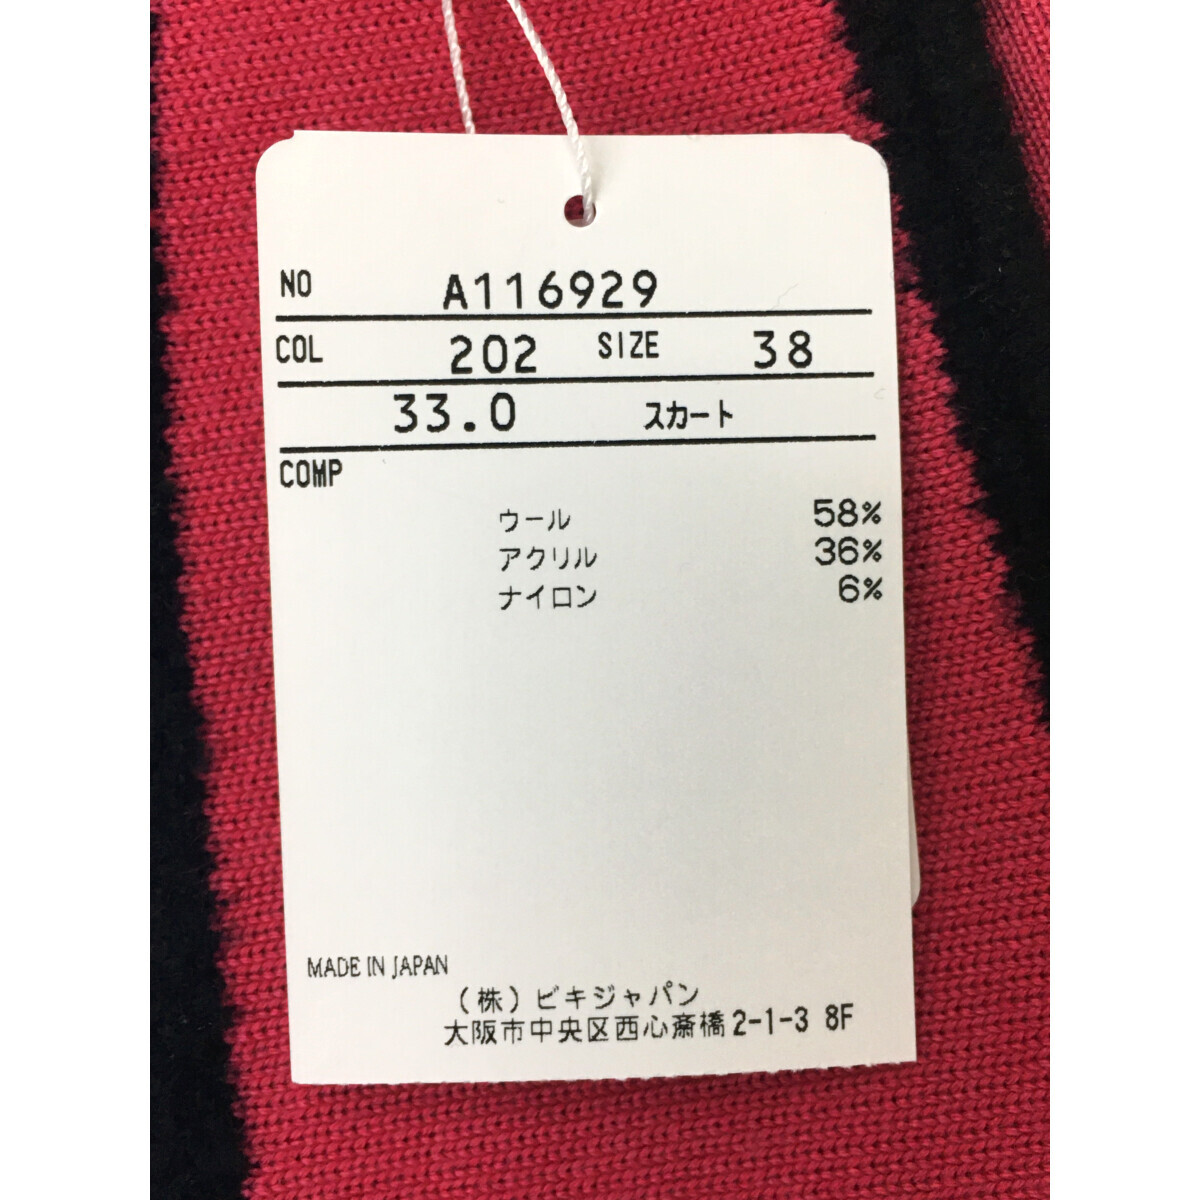 NO A116929
COL 202 SIZE 38
33.0 スカート
COMP
ウール 58%
アクリル 36%
ナイロン 6%
MADE IN JAPAN
（株）ビキジャパン
大阪市中央区西心斎橋2-1-3 8F